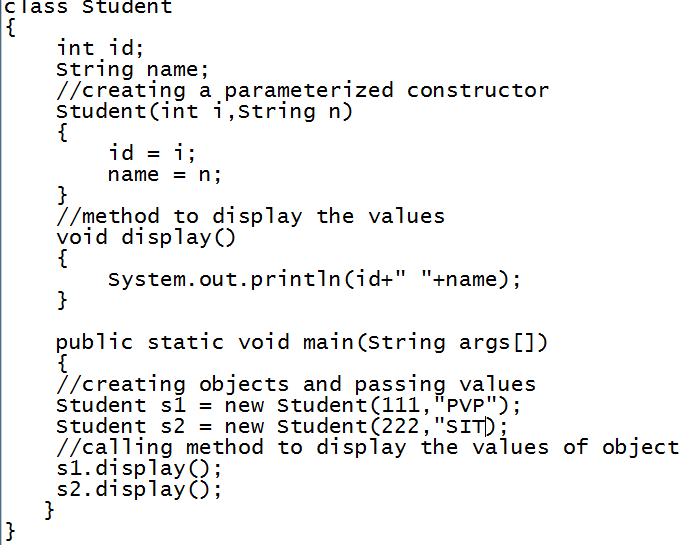 class Student
{
    int id;
    String name;
    //creating a parameterized constructor
    Student(int i,String n)
    {
        id = i;
        name = n;
    }
    //method to display the values
    void display()
    {
        System.out.println(id+" "+name);
    }

    public static void main(String args[])
    {
    //creating objects and passing values
    Student s1 = new Student(111,"PVP");
    Student s2 = new Student(222,"SIT);
    //calling method to display the values of object
    s1.display();
    s2.display();
   }
}